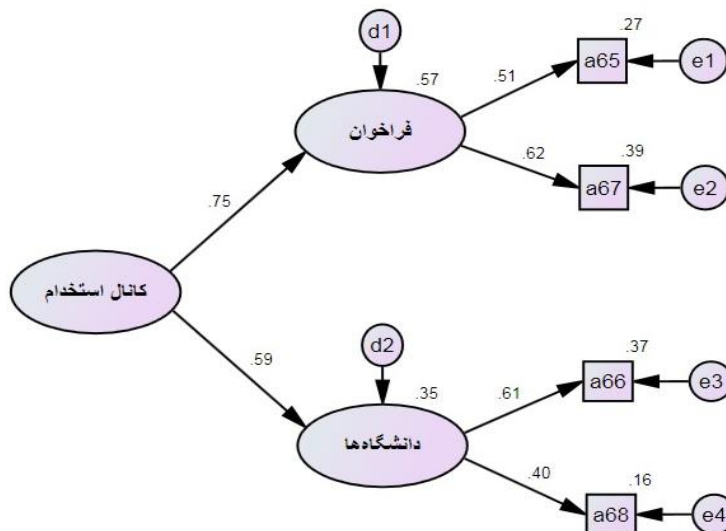 d1
.57
فراخوان
.51
.27
a65
e1
.62
.39
a67
e2
.75
کانال استخدام
.59
d2
.35
دانشگاه‌ها
.61
.37
a66
e3
.40
.16
a68
e4